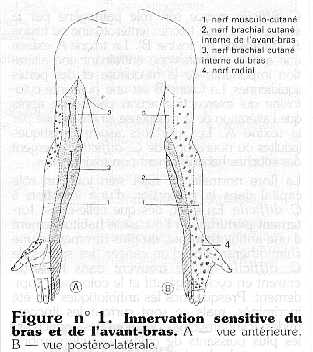 1. nerf musculo-cutané
2. nerf brachial cutané
interne de l'avant-bras
3. nerf brachial cutané
interne du bras
4. nerf radial
3
3
2
2
1
1
4
A
B
Figure n° 1. Innervation sensitive du
bras et de l'avant-bras. A — vue antérieure.
B — vue postéro-latérale.